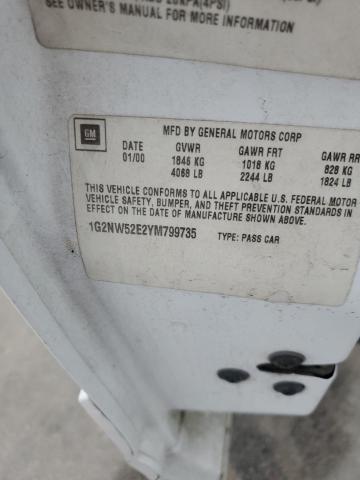 SEE OWNER'S MANUAL FOR MORE INFORMATION
GM
MFD BY GENERAL MOTORS CORP
DATE GVWR GAWR FRT GAWR RR
01/00 1846 KG 1018 KG 828 KG
4068 LB 2244 LB 1824 LB
THIS VEHICLE CONFORMS TO ALL APPLICABLE U.S. FEDERAL MOTOR
VEHICLE SAFETY, BUMPER, AND THEFT PREVENTION STANDARDS IN
EFFECT ON THE DATE OF MANUFACTURE SHOWN ABOVE.
1G2NW52E2YM799735 TYPE: PASS CAR